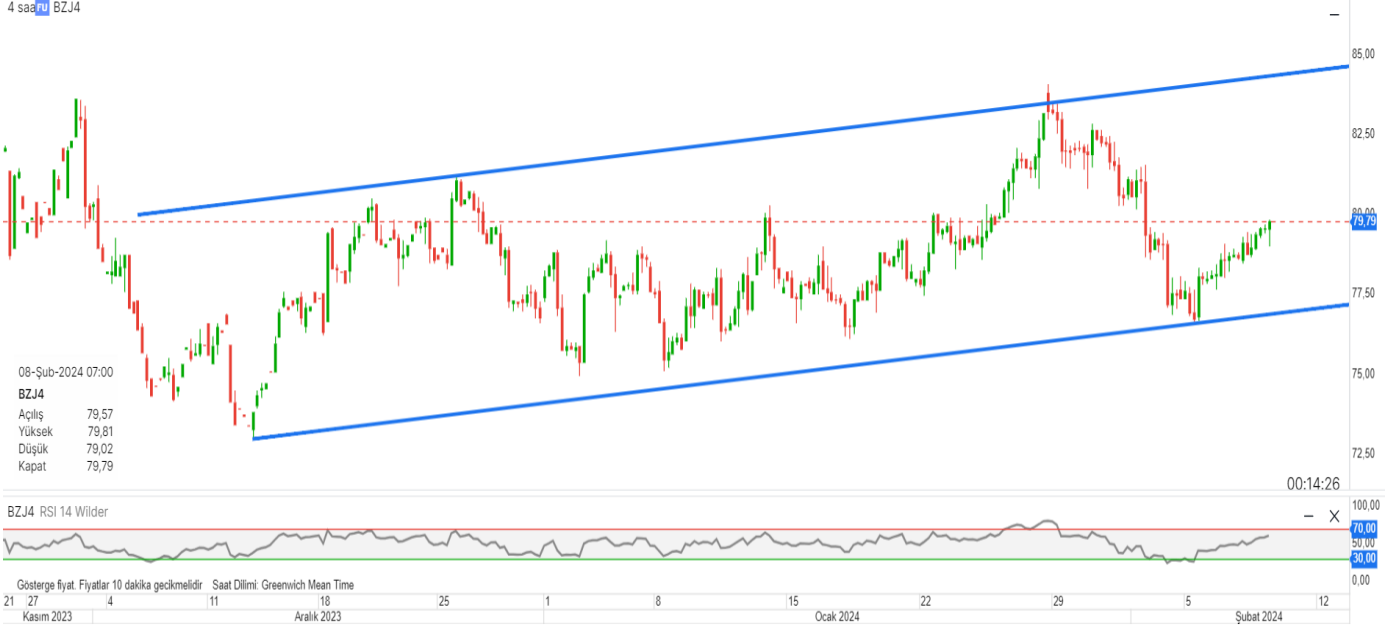 4 saa FU BZJ4
85,00
82,50
80,00
79,79
77,50
75,00
72,50
08-Şub-2024 07:00
BZJ4
Açılış 79,57
Yüksek 79,81
Düşük 79,02
Kapat 79,79
00:14:26
BZJ4 RSI 14 Wilder
100,00
70,00
50,00
30,00
0,00
Gösterge fiyat. Fiyatlar 10 dakika gecikmelidir Saat Dilimi: Greenwich Mean Time
21 27 4 11 18 25 1 8 15 22 29 5 12
Kasım 2023 Aralık 2023 Ocak 2024 Şubat 2024